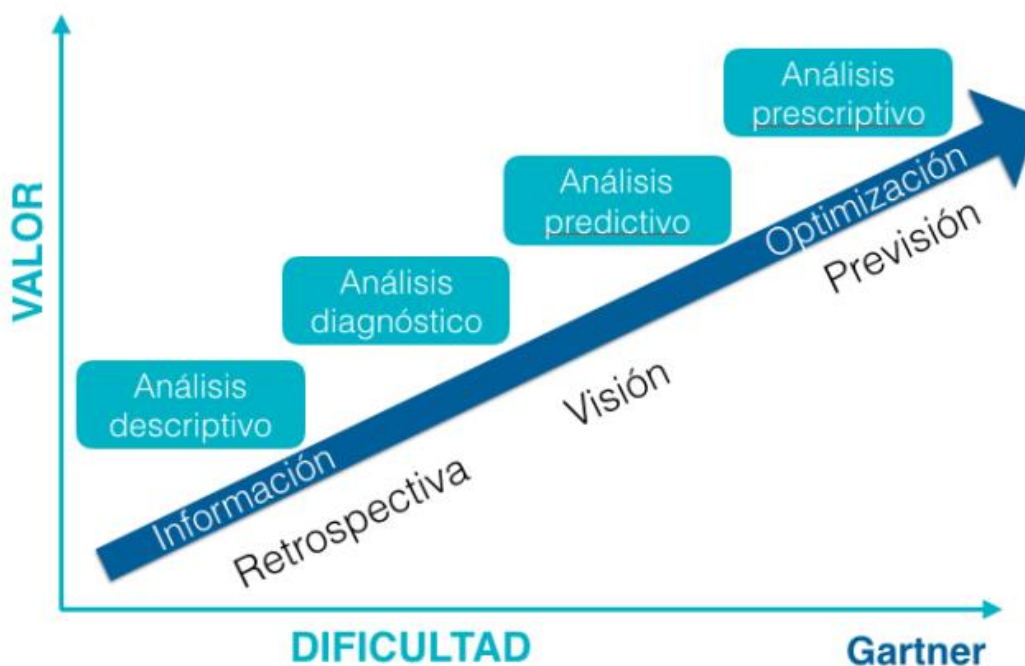 Análisis
prescriptivo
Análisis
predictivo
Análisis
diagnóstico
Análisis
descriptivo
VALOR
Información
Optimización
Retrospectiva
Visión
Previsión
DIFICULTAD
Gartner